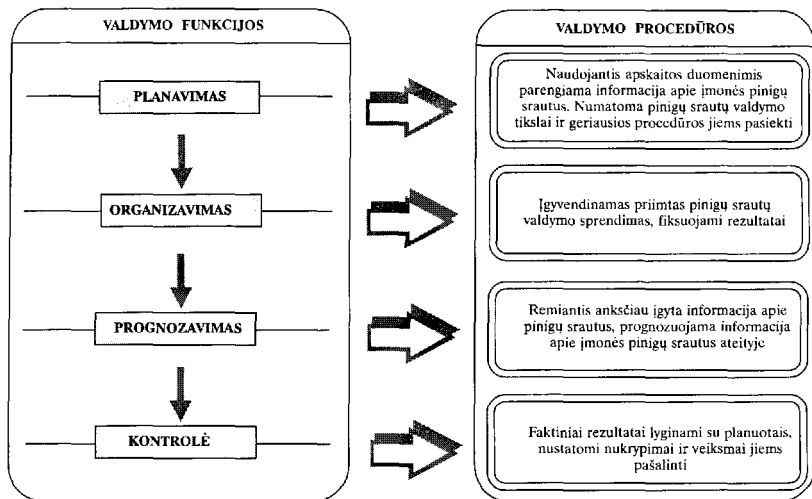 VALDYMO FUNKCIJOS
PLANAVIMAS
ORGANIZAVIMAS
PROGNOZAVIMAS
KONTROLĖ
VALDYMO PROCEDŪROS
Naudojantis apskaitos duomenimis
parengiama informacija apie įmonės pinigų
srautus. Numatoma pinigų srautų valdymo
tikslai ir geriausios procedūros jiems pasiekti
Įgyvendinamas priimtas pinigų srautų
valdymo sprendimas, fiksuojami rezultatai
Remiantis anksčiau įgyta informacija apie
pinigų srautus, prognozuojama informacija
apie įmonės pinigų srautus ateityje
Faktiniai rezultatai lyginami su planuotais,
nustatomi nukrypimai ir veiksmai jiems
pašalinti